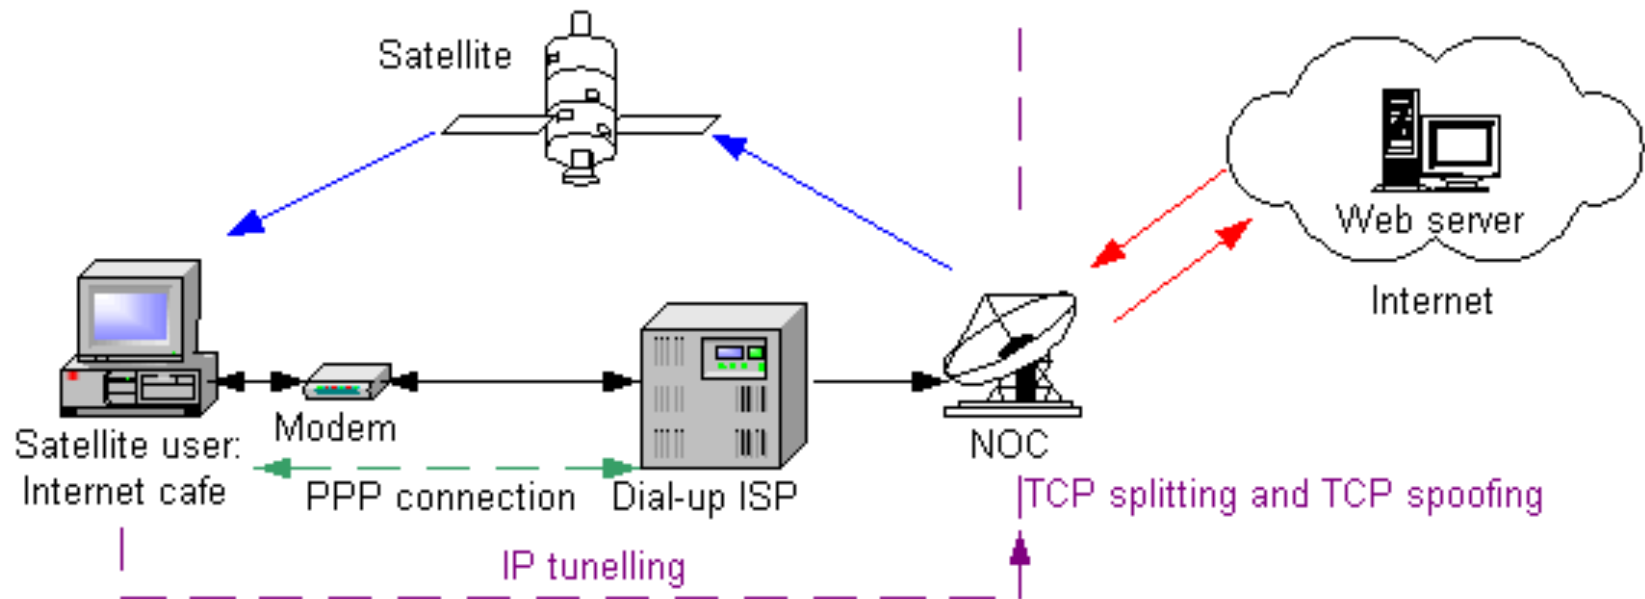 Satellite
Web server
Internet
Modem
Satellite user:
Internet cafe
PPP connection
Dial-up ISP
NOC
TCP splitting and TCP spoofing
IP tunelling